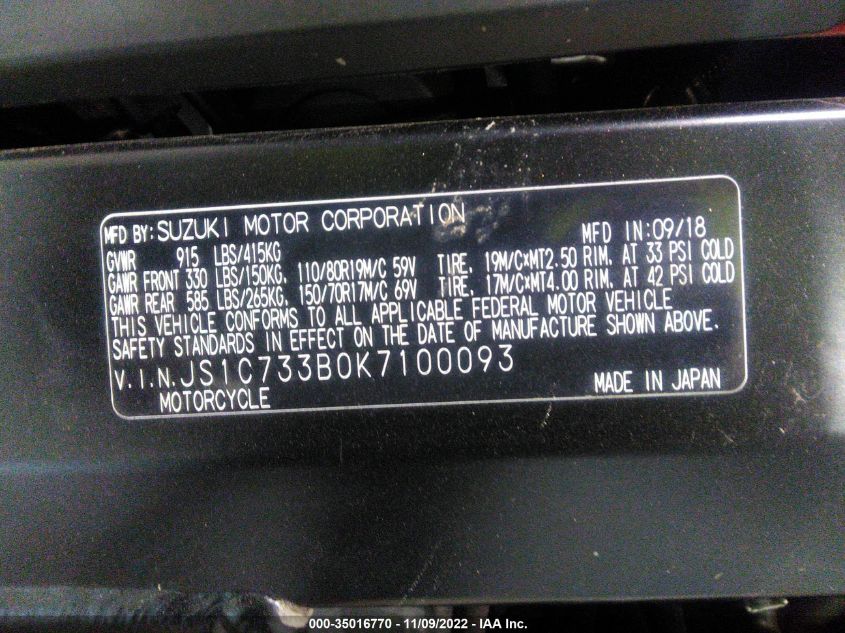 MFD BY: SUZUKI MOTOR CORPORATION MFD IN: 09/18
GVWR 915 LBS/415KG
GAWR FRONT 330 LBS/150KG, 110/80R19M/C 59V TIRE, 19M/C×MT2.50 RIM, AT 33 PSI COLD
GAWR REAR 585 LBS/265KG, 150/70R17M/C 69V TIRE, 17M/C×MT4.00 RIM, AT 42 PSI COLD
THIS VEHICLE CONFORMS TO ALL APPLICABLE FEDERAL MOTOR VEHICLE
SAFETY STANDARDS IN EFFECT ON THE DATE OF MANUFACTURE SHOWN ABOVE.
V.I.N. JS1C733B0K7100093
MOTORCYCLE MADE IN JAPAN
000-35016770 - 11/09/2022 - IAA Inc.